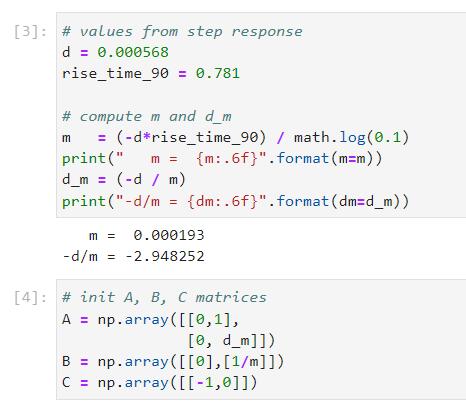 [3]: # values from step response
d = 0.000568
rise_time_90 = 0.781
# compute m and d_m
m   = (-d*rise_time_90) / math.log(0.1)
print("   m =  {m:.6f}".format(m=m))
d_m = (-d / m)
print("-d/m = {dm:.6f}".format(dm=d_m))
   m =  0.000193
-d/m = -2.948252
[4]: # init A, B, C matrices
A = np.array([[0,1],
              [0, d_m]])
B = np.array([[0],[1/m]])
C = np.array([[-1,0]])